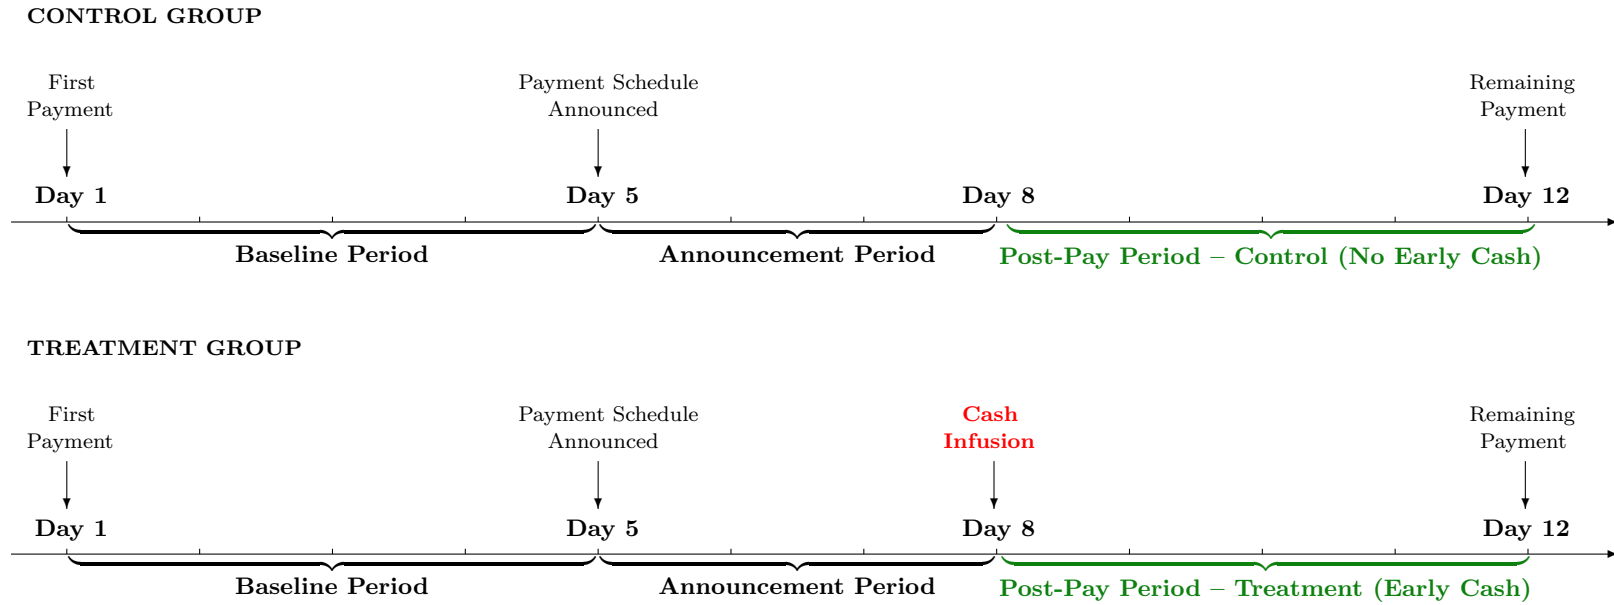 CONTROL GROUP
First Payment Schedule Remaining
Payment Announced Payment
Day 1 Day 5 Day 8 Day 12
Baseline Period Announcement Period Post-Pay Period – Control (No Early Cash)
TREATMENT GROUP
First Payment Schedule Cash Remaining
Payment Announced Infusion Payment
Day 1 Day 5 Day 8 Day 12
Baseline Period Announcement Period Post-Pay Period – Treatment (Early Cash)